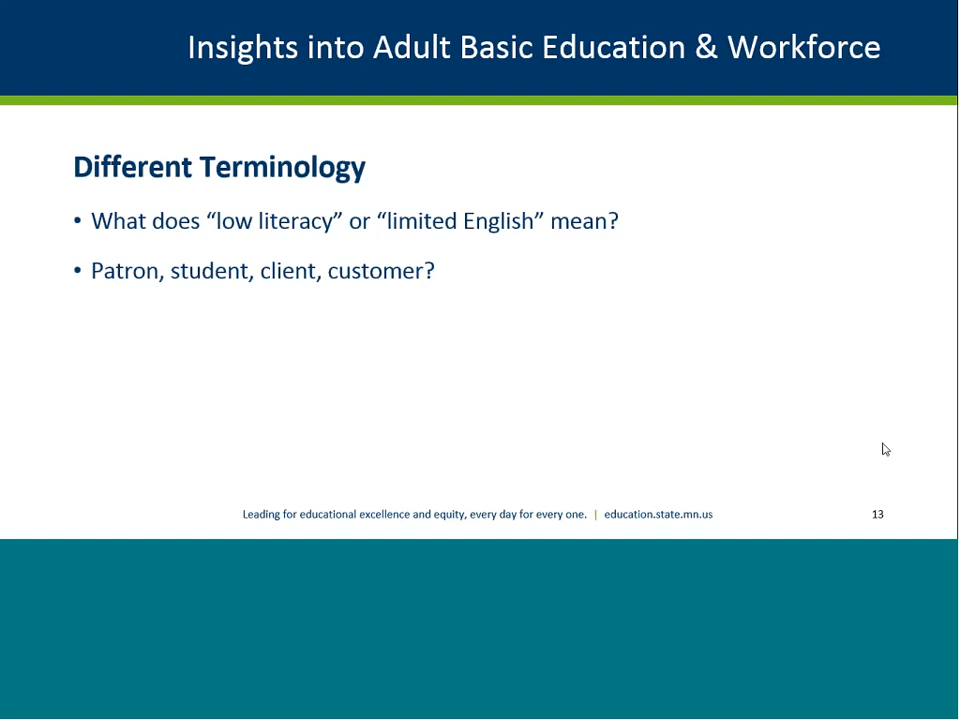 Insights into Adult Basic Education & Workforce
Different Terminology
• What does “low literacy” or “limited English” mean?
• Patron, student, client, customer?
Leading for educational excellence and equity, every day for every one. | education.state.mn.us
13